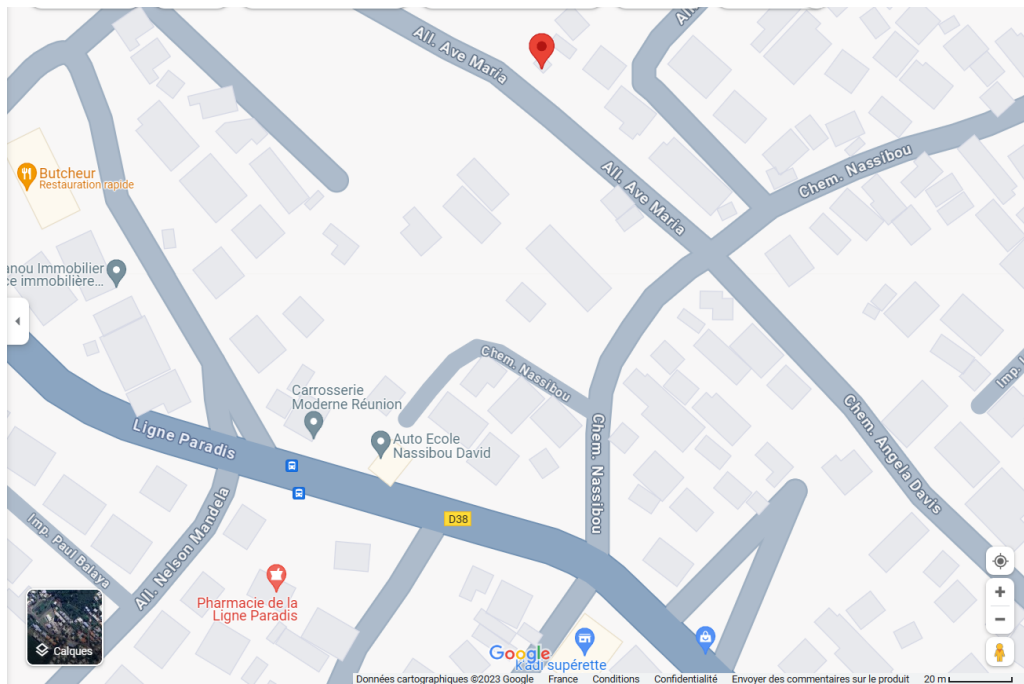 All. Ave Maria
All
Chem. Nassibou
All. Ave Maria
Butcheur
Restauration rapide
anou Immobilier
ce immobilière...
Chem. Nassibou
Imp. I
Carrosserie
Moderne Réunion
Ligne Paradis
Auto Ecole
Nassibou David
Chem. Nassibou
Chem. Angela Davis
D38
Imp. Paul Balaya
All. Nelson Mandela
Pharmacie de la
Ligne Paradis
Calques
Google
Kadi supérette
Données cartographiques ©2023 Google France Conditions Confidentialité Envoyer des commentaires sur le produit 20 m